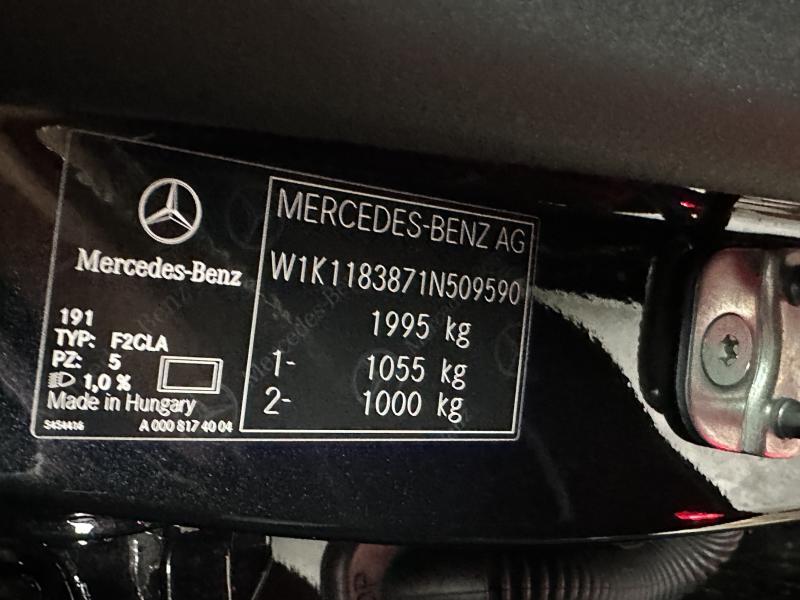 Mercedes-Benz
191
TYP: F2CLA
PZ: 5
1,0 %
Made in Hungary
A 000 817 40 04
MERCEDES-BENZ AG
W1K1183871N509590
1995 kg
1- 1055 kg
2- 1000 kg